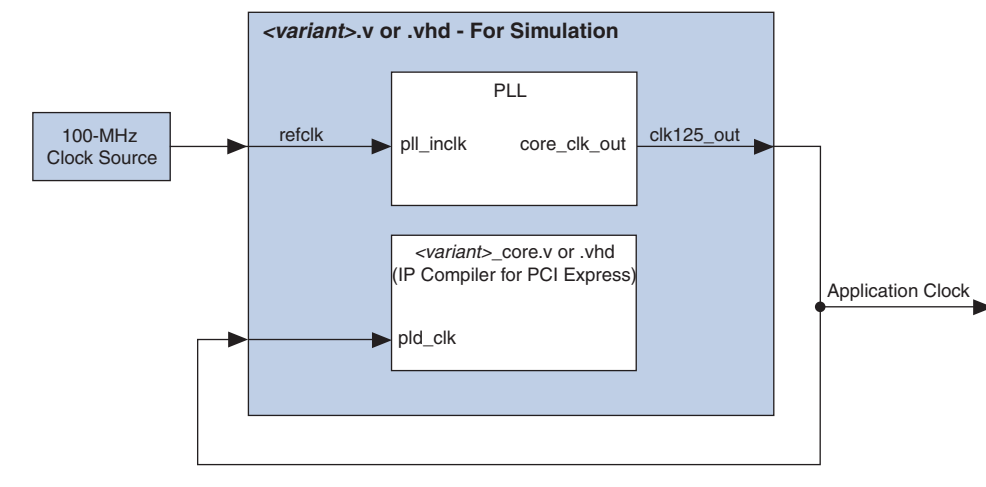 <variant>.v or .vhd - For Simulation
PLL
100-MHz
Clock Source
refclk
pll_inclk
core_clk_out
clk125_out
<variant>_core.v or .vhd
(IP Compiler for PCI Express)
Application Clock
pld_clk